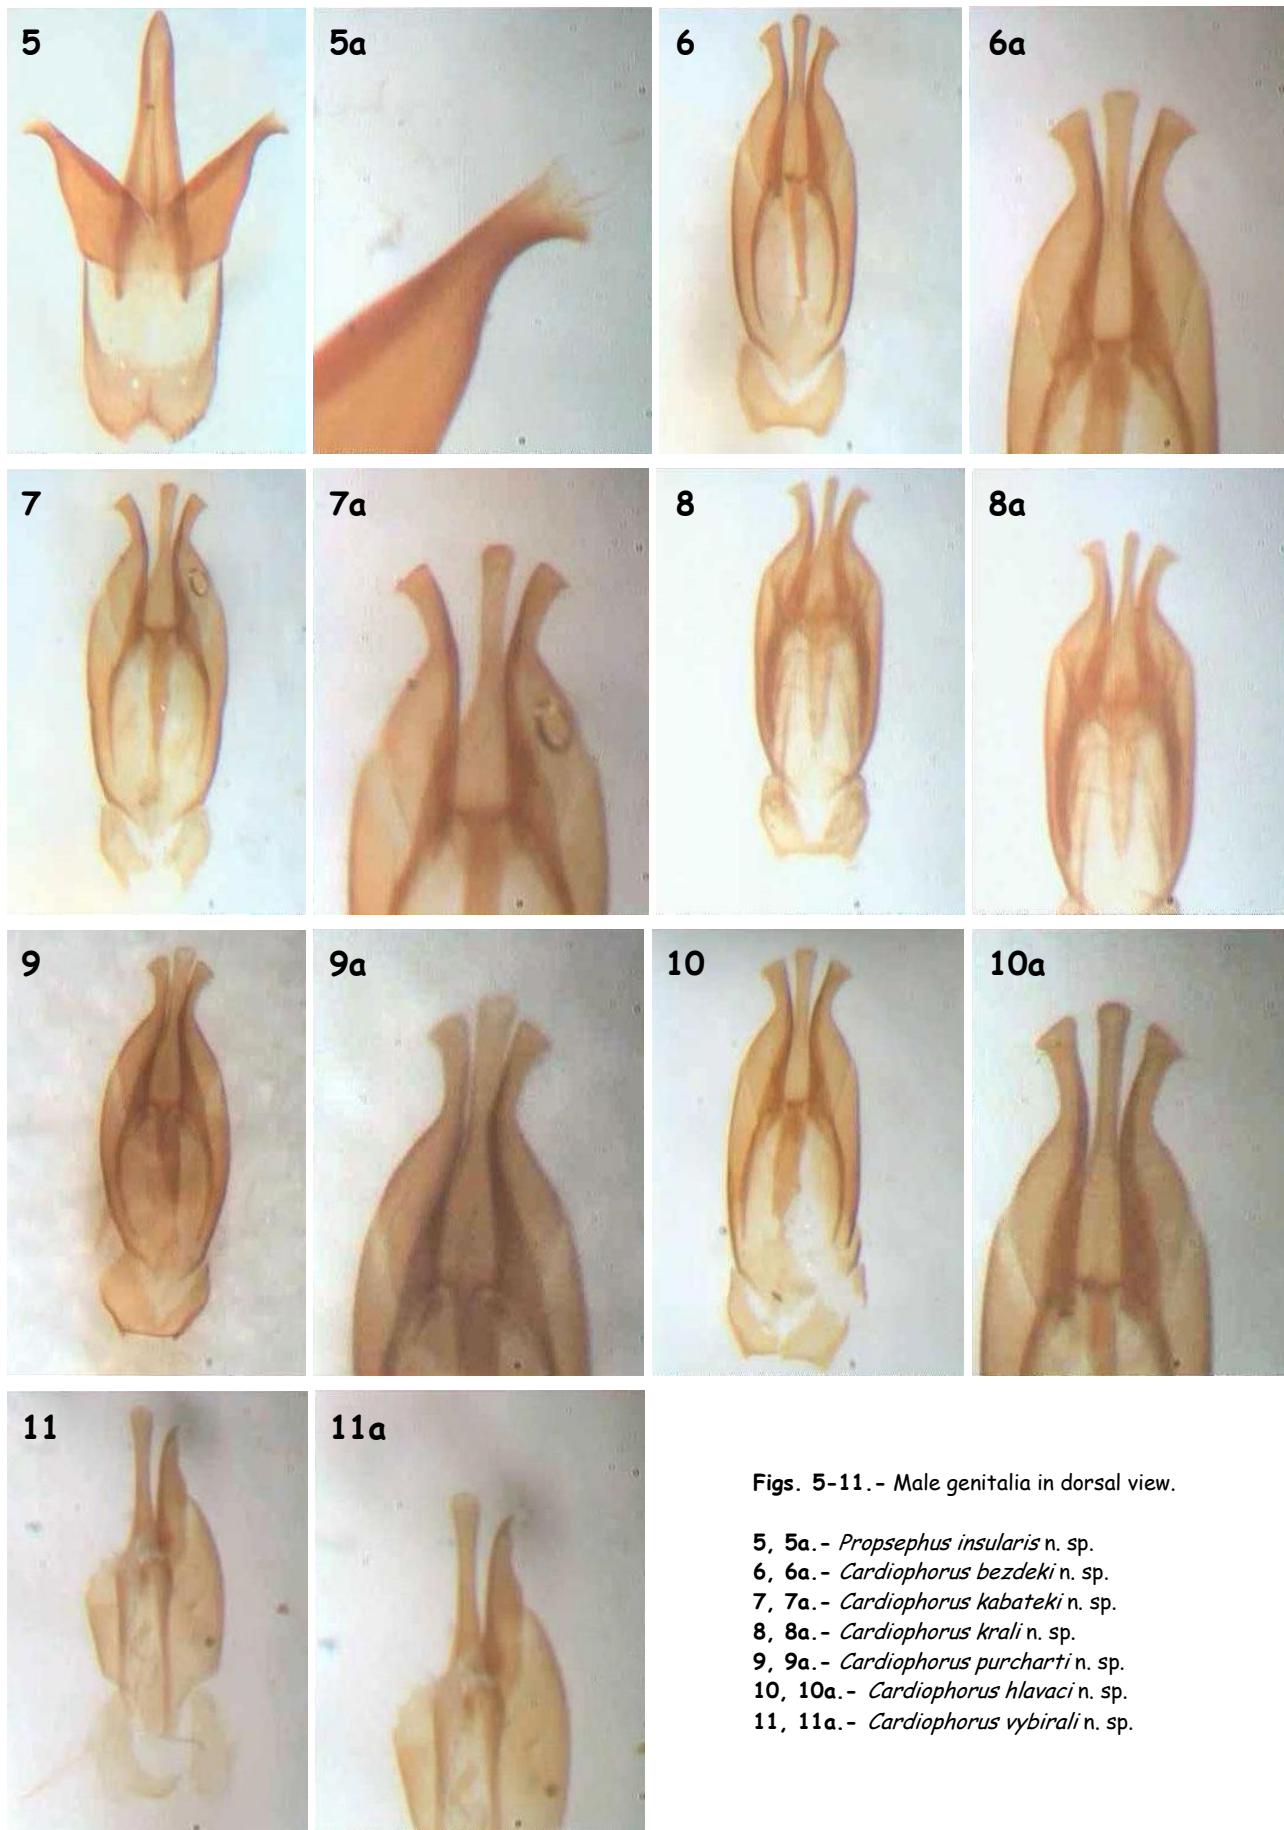 5
5a
6
6a
7
7a
8
8a
9
9a
10
10a
11
11a
Figs. 5-11.- Male genitalia in dorsal view.
5, 5a.- Propsephus insularis n. sp.
6, 6a.- Cardiophorus bezdeki n. sp.
7, 7a.- Cardiophorus kabateki n. sp.
8, 8a.- Cardiophorus krali n. sp.
9, 9a.- Cardiophorus purcharti n. sp.
10, 10a.- Cardiophorus hlavaci n. sp.
11, 11a.- Cardiophorus vybirali n. sp.